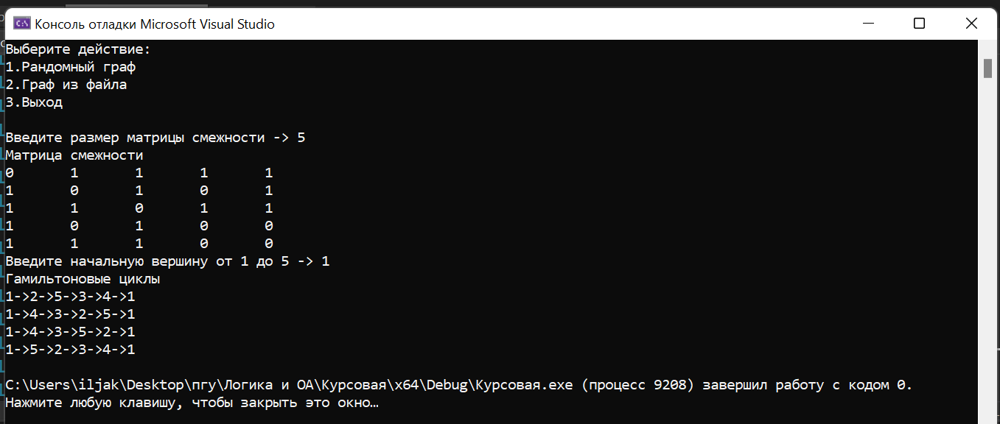 Консоль отладки Microsoft Visual Studio
Выберите действие:
1.Рандомный граф
2.Граф из файла
3.Выход
Введите размер матрицы смежности -> 5
Матрица смежности
0 1 1 1 1
1 0 1 0 1
1 1 0 1 1
1 0 1 0 0
1 1 1 0 0
Введите начальную вершину от 1 до 5 -> 1
Гамильтоновые циклы
1->2->5->3->4->1
1->4->3->2->5->1
1->4->3->5->2->1
1->5->2->3->4->1
C:\Users\iljak\Desktop\пгу\Логика и ОА\Курсовая\x64\Debug\Курсовая.exe (процесс 9208) завершил работу с кодом 0.
Нажмите любую клавишу, чтобы закрыть это окно…